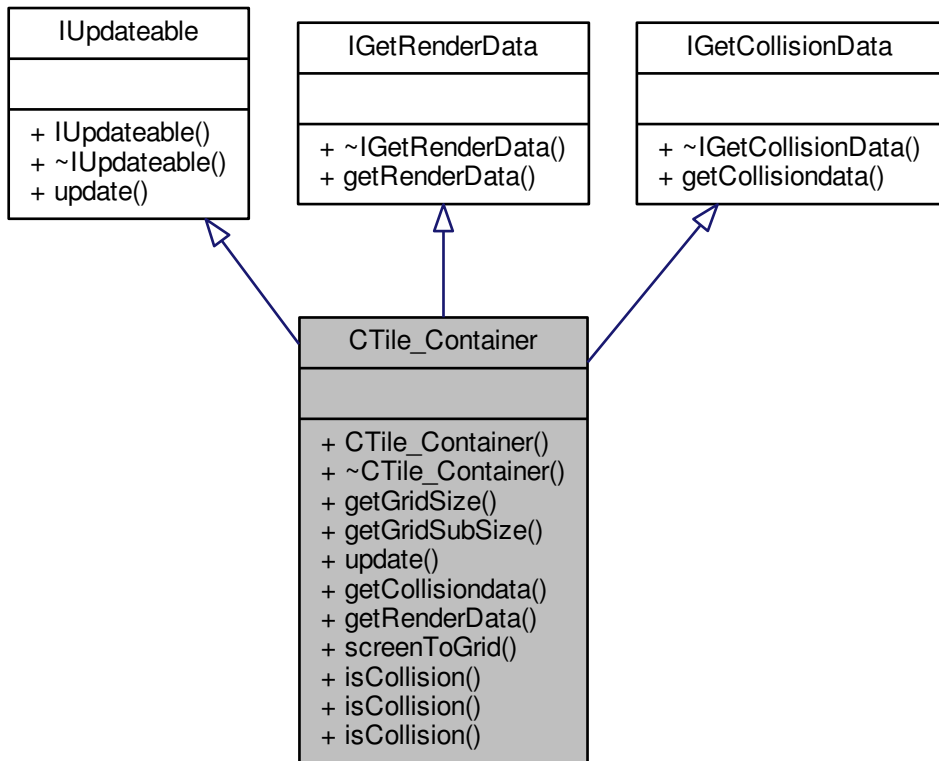 IUpdateable
+ IUpdateable()
+ ~IUpdateable()
+ update()
IGetRenderData
+ ~IGetRenderData()
+ getRenderData()
IGetCollisionData
+ ~IGetCollisionData()
+ getCollisiondata()
CTile_Container
+ CTile_Container()
+ ~CTile_Container()
+ getGridSize()
+ getGridSubSize()
+ update()
+ getCollisiondata()
+ getRenderData()
+ screenToGrid()
+ isCollision()
+ isCollision()
+ isCollision()